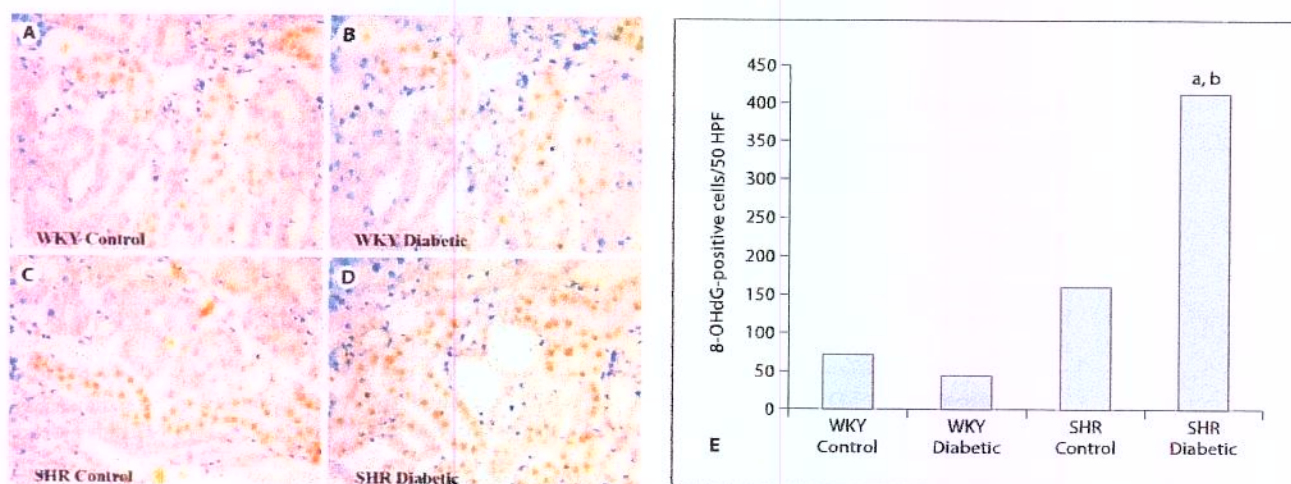 A
WKY Control
B
WKY Diabetic
C
SHR Control
D
SHR Diabetic
8-OHdG-positive cells/50 HPF
450
400
350
300
450
200
150
100
50
0
a, b
WKY
Control
WKY
Diabetic
SHR
Control
SHR
Diabetic
E